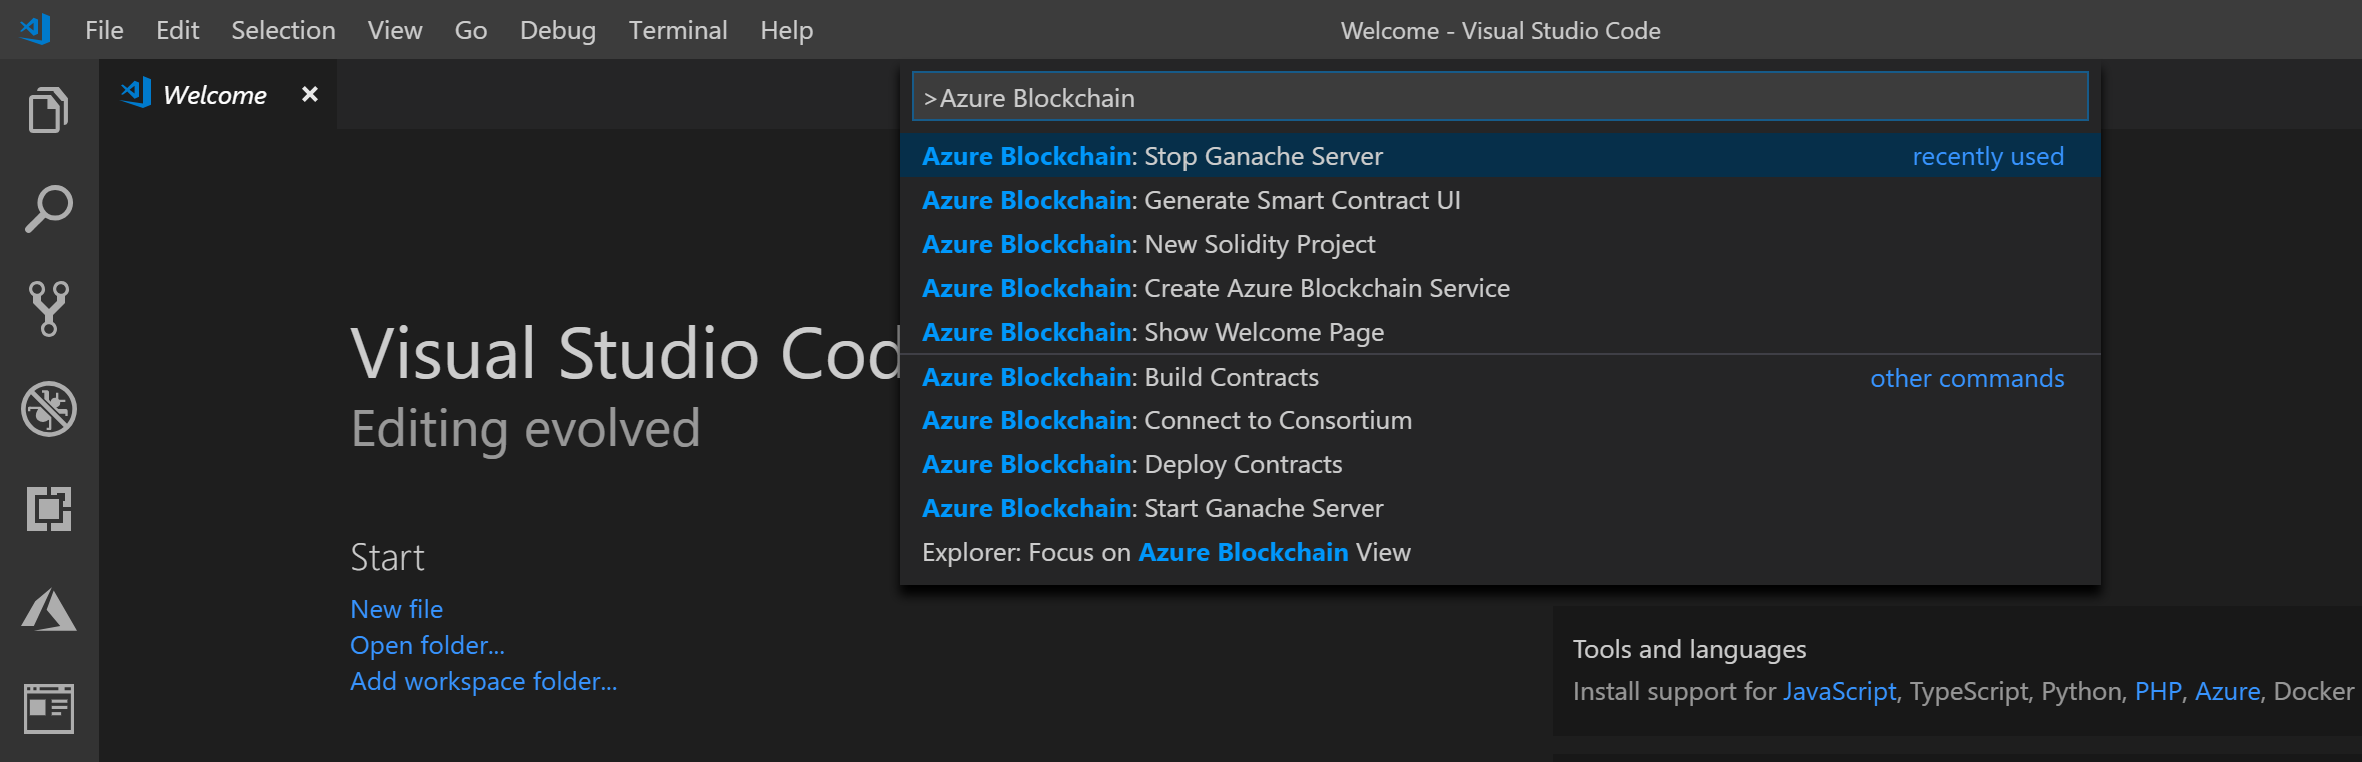 File Edit Selection View Go Debug Terminal Help Welcome - Visual Studio Code
Welcome
>Azure Blockchain
Azure Blockchain: Stop Ganache Server recently used
Azure Blockchain: Generate Smart Contract UI
Azure Blockchain: New Solidity Project
Azure Blockchain: Create Azure Blockchain Service
Azure Blockchain: Show Welcome Page
Azure Blockchain: Build Contracts other commands
Azure Blockchain: Connect to Consortium
Azure Blockchain: Deploy Contracts
Azure Blockchain: Start Ganache Server
Explorer: Focus on Azure Blockchain View
Visual Studio Cod
Editing evolved
Start
New file
Open folder...
Add workspace folder...
Tools and languages
Install support for JavaScript, TypeScript, Python, PHP, Azure, Docker